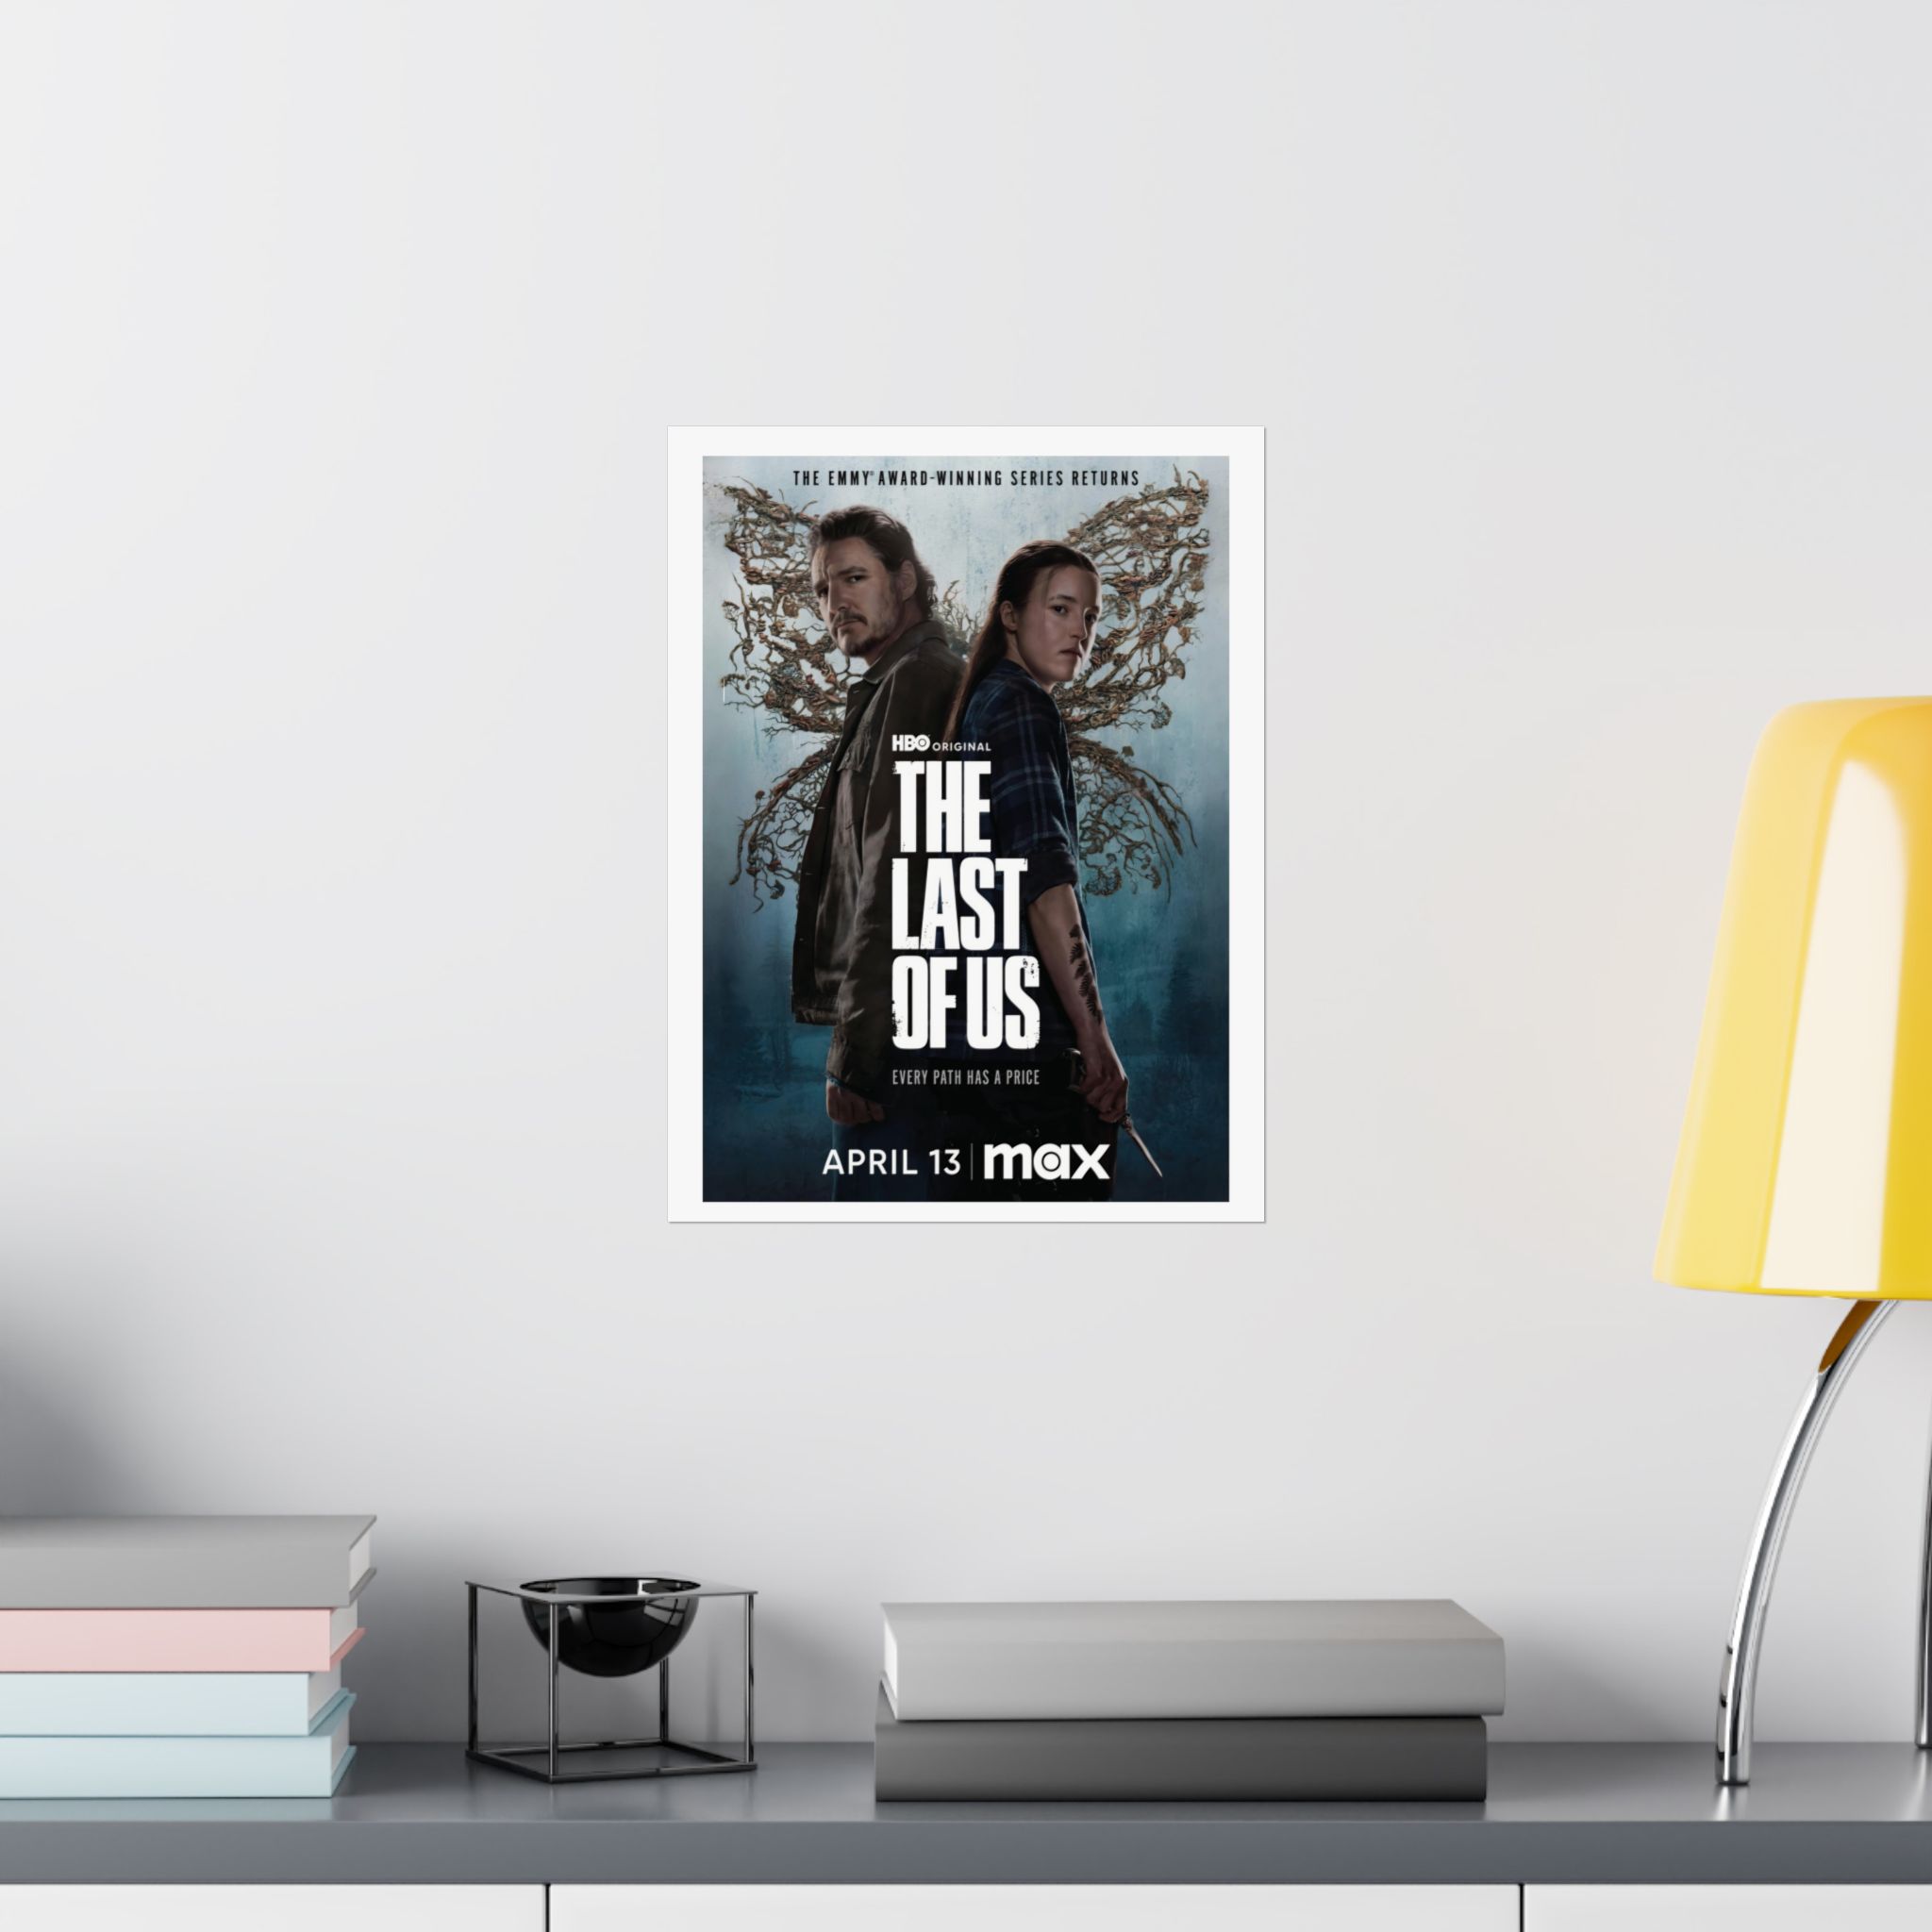 THE EMMY® AWARD-WINNING SERIES RETURNS
HBO ORIGINAL
THE
LAST
OF US
EVERY PATH HAS A PRICE
APRIL 13 | max